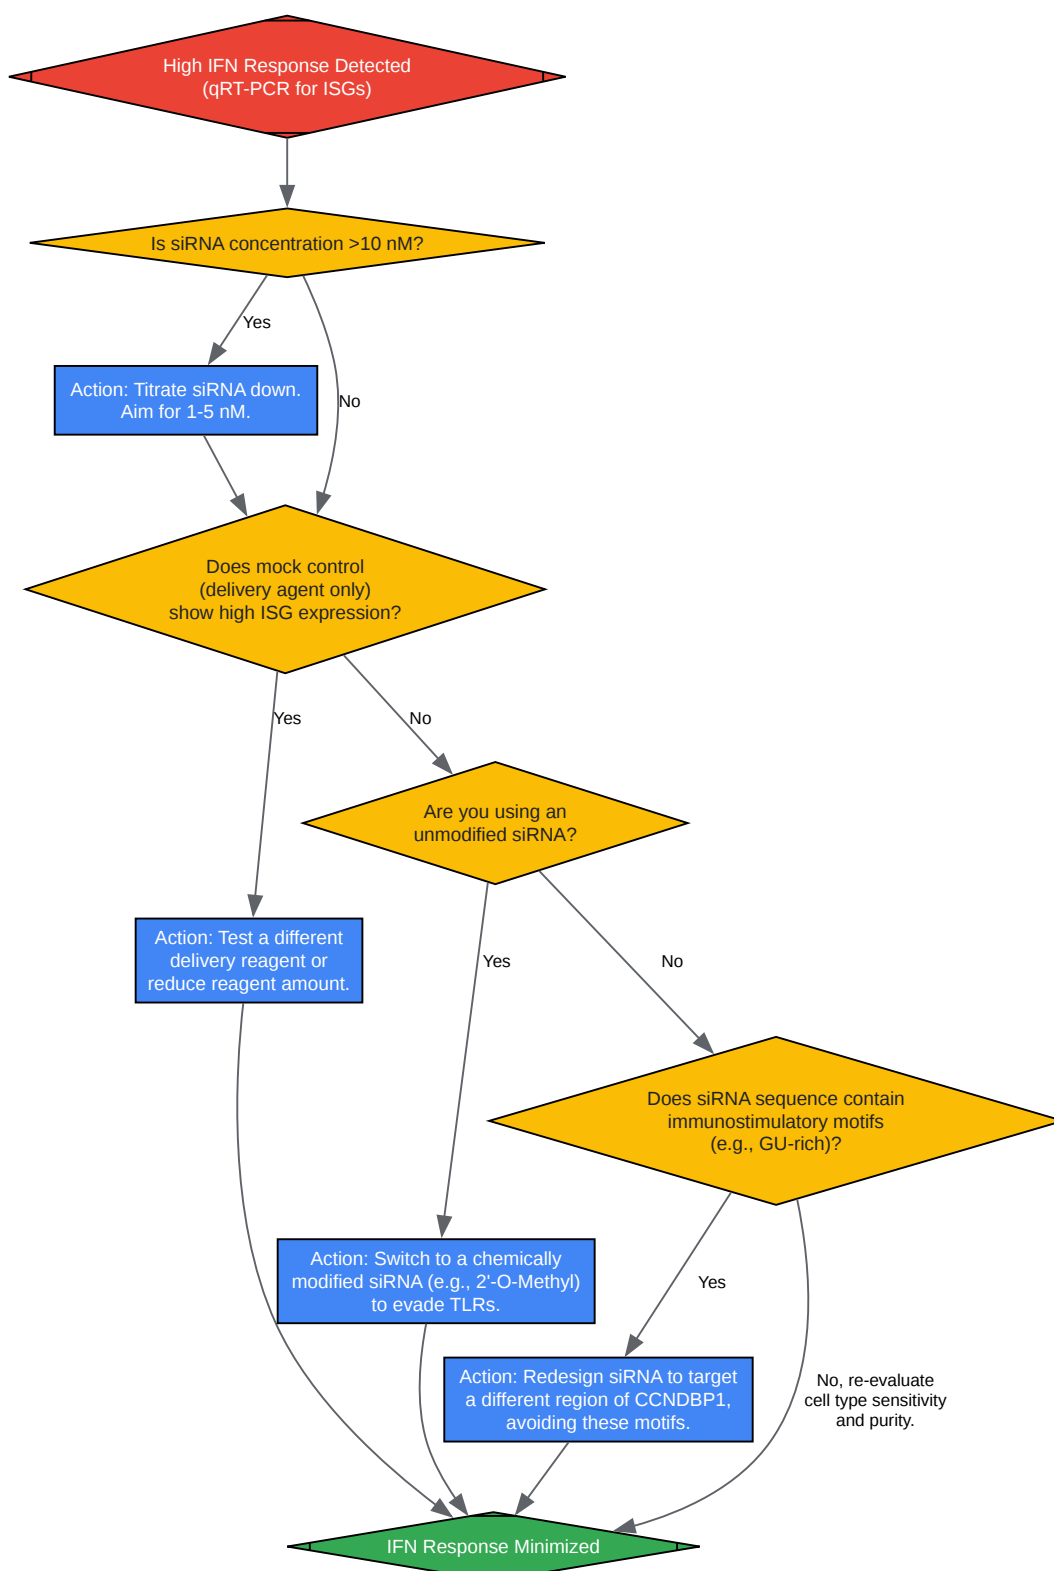 High IFN Response Detected
(qRT-PCR for ISGs)
Is siRNA concentration >10 nM?
Yes
Action: Titrate siRNA down.
Aim for 1-5 nM.
No
Does mock control
(delivery agent only)
show high ISG expression?
Yes
No
Are you using an
unmodified siRNA?
Action: Test a different
delivery reagent or
reduce reagent amount.
Yes
No
Does siRNA sequence contain
immunostimulatory motifs
(e.g., GU-rich)?
Action: Switch to a chemically
modified siRNA (e.g., 2'-O-Methyl)
to evade TLRs.
Yes
Action: Redesign siRNA to target
a different region of CCNDBP1,
avoiding these motifs.
No, re-evaluate
cell type sensitivity
and purity.
IFN Response Minimized